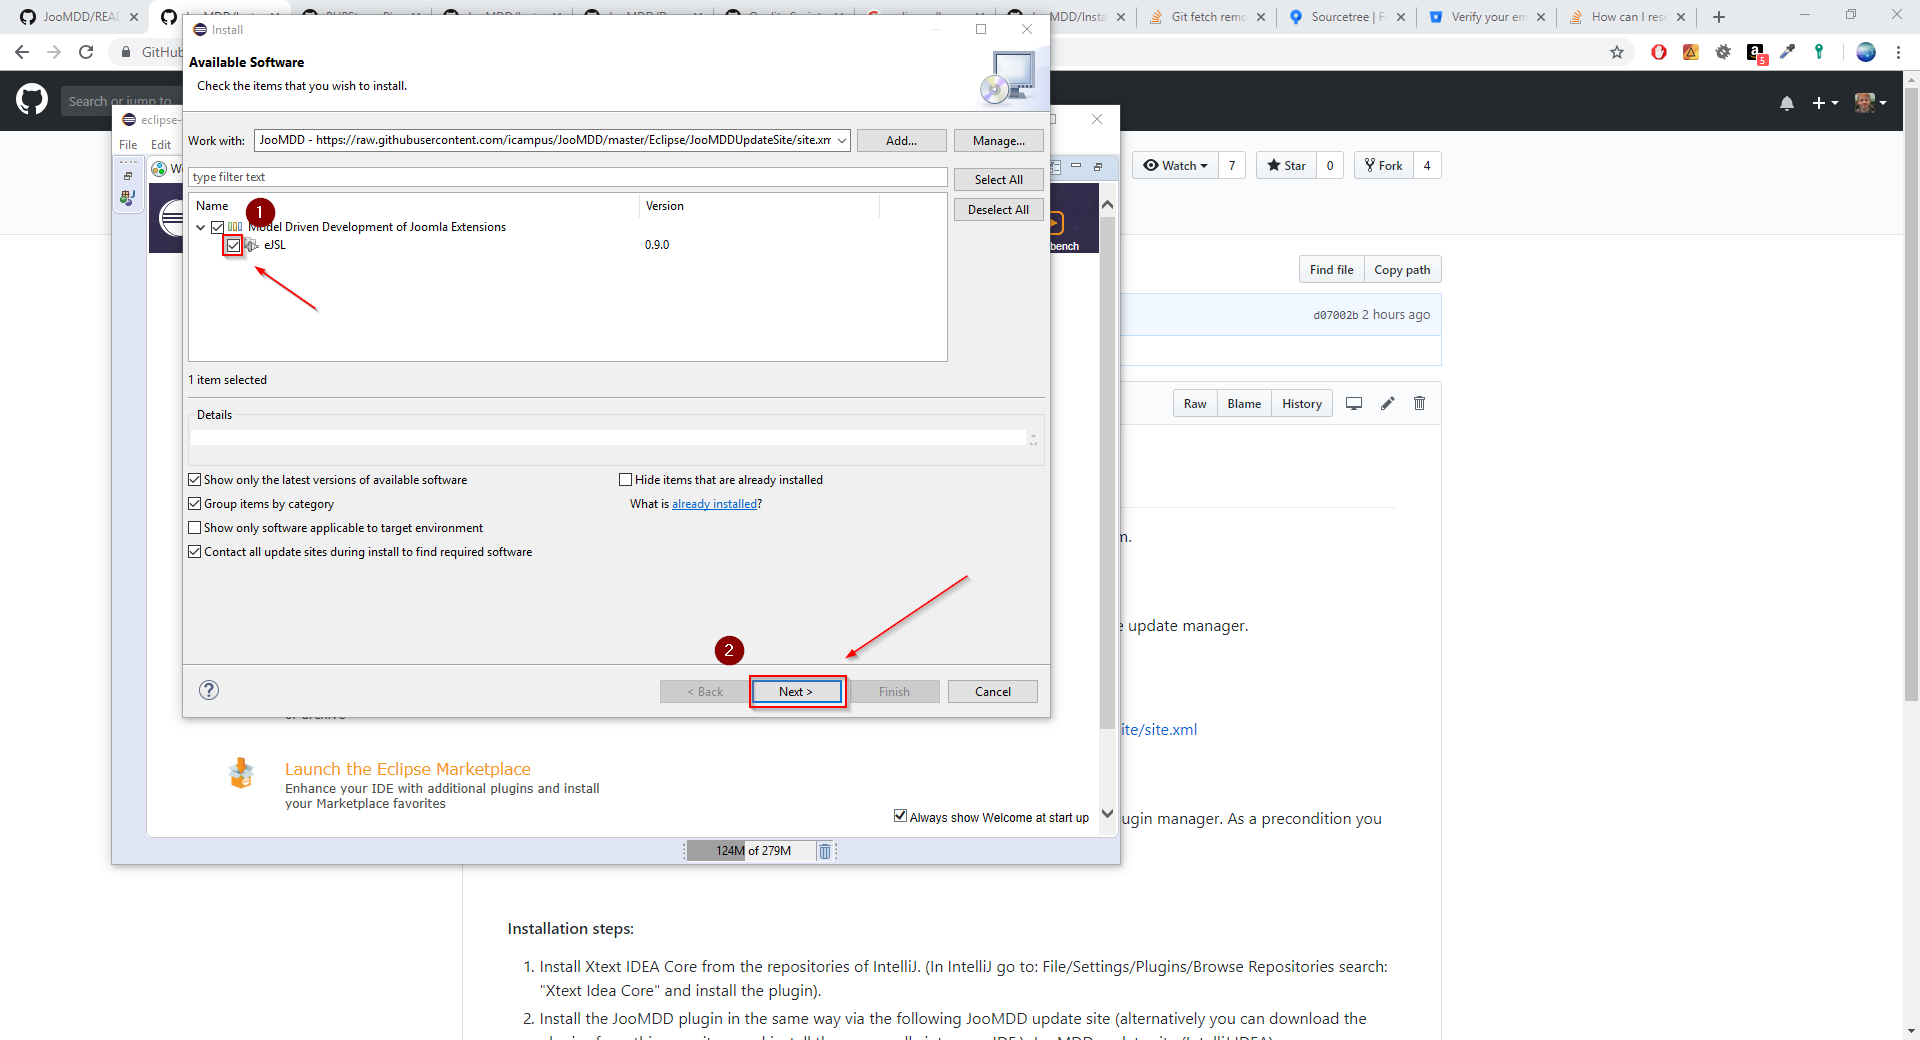 JooMDD/READ
Git fetch remo
Sourcetree | F
Verify your em
How can I rese
GitHub
5
Install
Available Software
Check the items that you wish to install.
Search or jump to...
eclipse-
File Edit
Work with: JooMDD - https://raw.githubusercontent.com/icampus/JooMDD/master/Eclipse/JooMDDUpdateSite/site.xm Add... Manage...
type filter text Select All
Deselect All
Name Version
1
Model Driven Development of Joomla Extensions
eJSL 0.9.0
bench
Watch 7 Star 0 Fork 4
Find file Copy path
d07002b 2 hours ago
1 item selected
Details
Raw Blame History
Show only the latest versions of available software
Hide items that are already installed
Group items by category
What is already installed?
Show only software applicable to target environment
Contact all update sites during install to find required software
m.
e update manager.
2
? < Back Next > Finish Cancel
ite/site.xml
Launch the Eclipse Marketplace
Enhance your IDE with additional plugins and install
your Marketplace favorites
Always show Welcome at start up
ugin manager. As a precondition you
124M of 279M
Installation steps:
1. Install Xtext IDEA Core from the repositories of IntelliJ. (In IntelliJ go to: File/Settings/Plugins/Browse Repositories search:
"Xtext Idea Core" and install the plugin).
2. Install the JooMDD plugin in the same way via the following JooMDD update site (alternatively you can download the